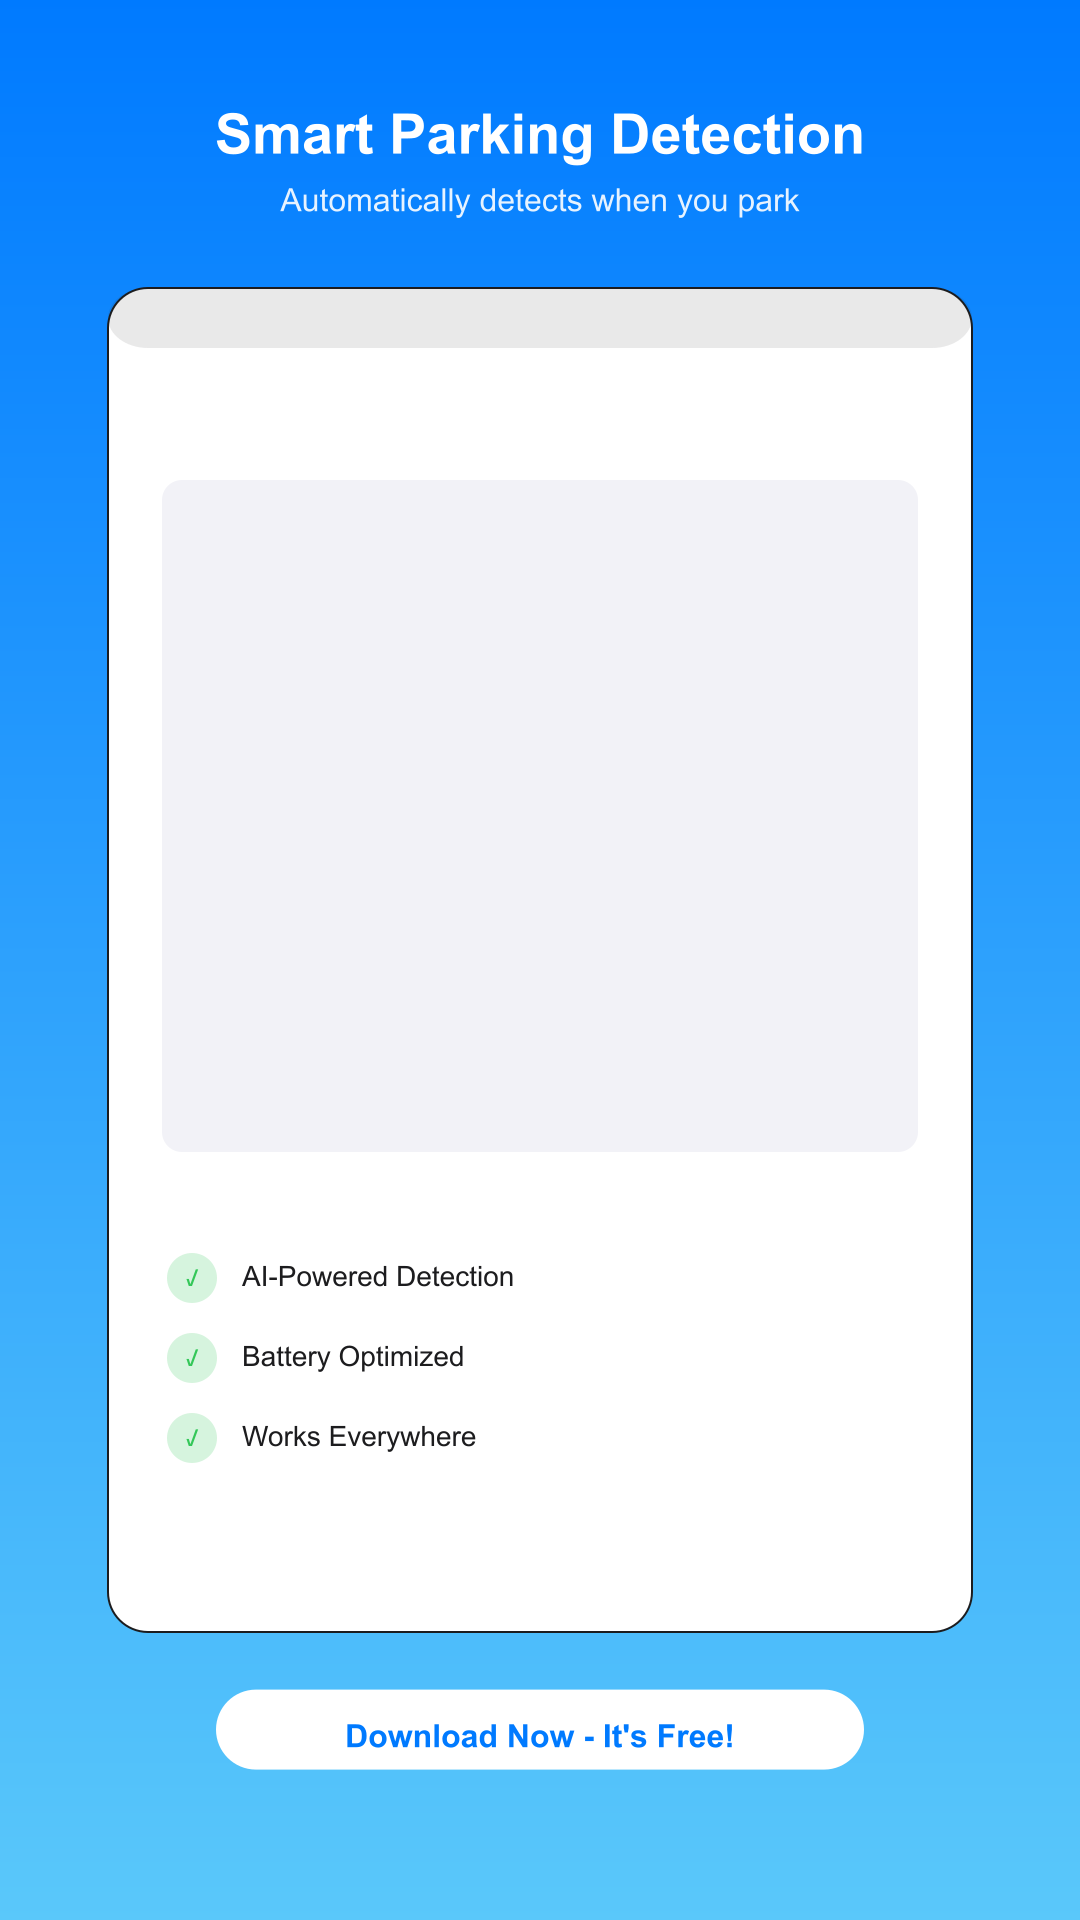 Smart Parking Detection
Automatically detects when you park
✓ AI-Powered Detection
✓ Battery Optimized
✓ Works Everywhere
Download Now - It's Free!